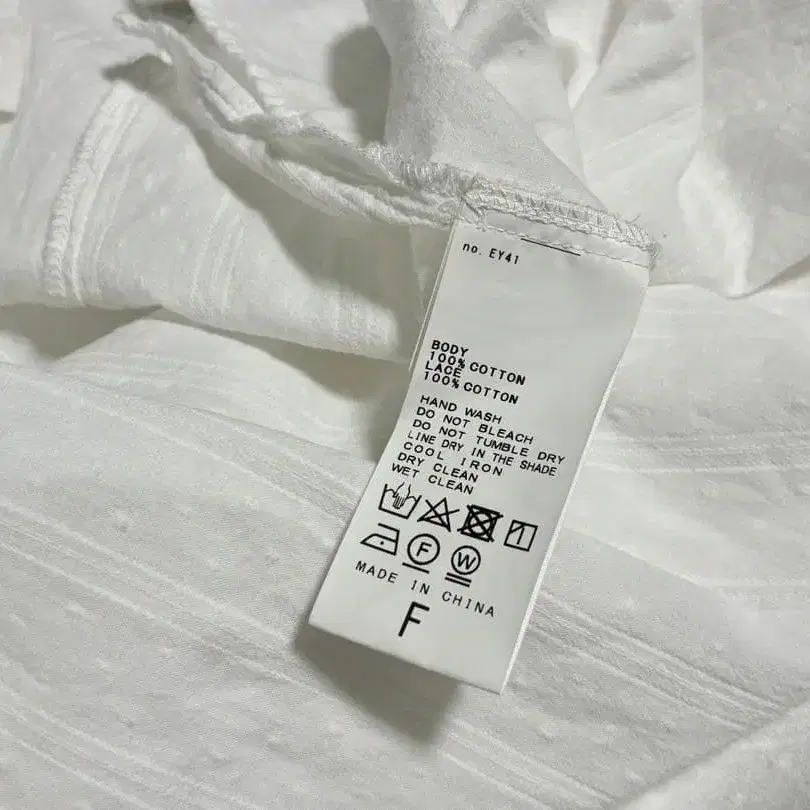 no. EY41
BODY
100% COTTON
LACE
100% COTTON
HAND WASH
DO NOT BLEACH
DO NOT TUMBLE DRY
LINE DRY IN THE SHADE
COOL IRON
DRY CLEAN
WET CLEAN
F W
MADE IN CHINA
F